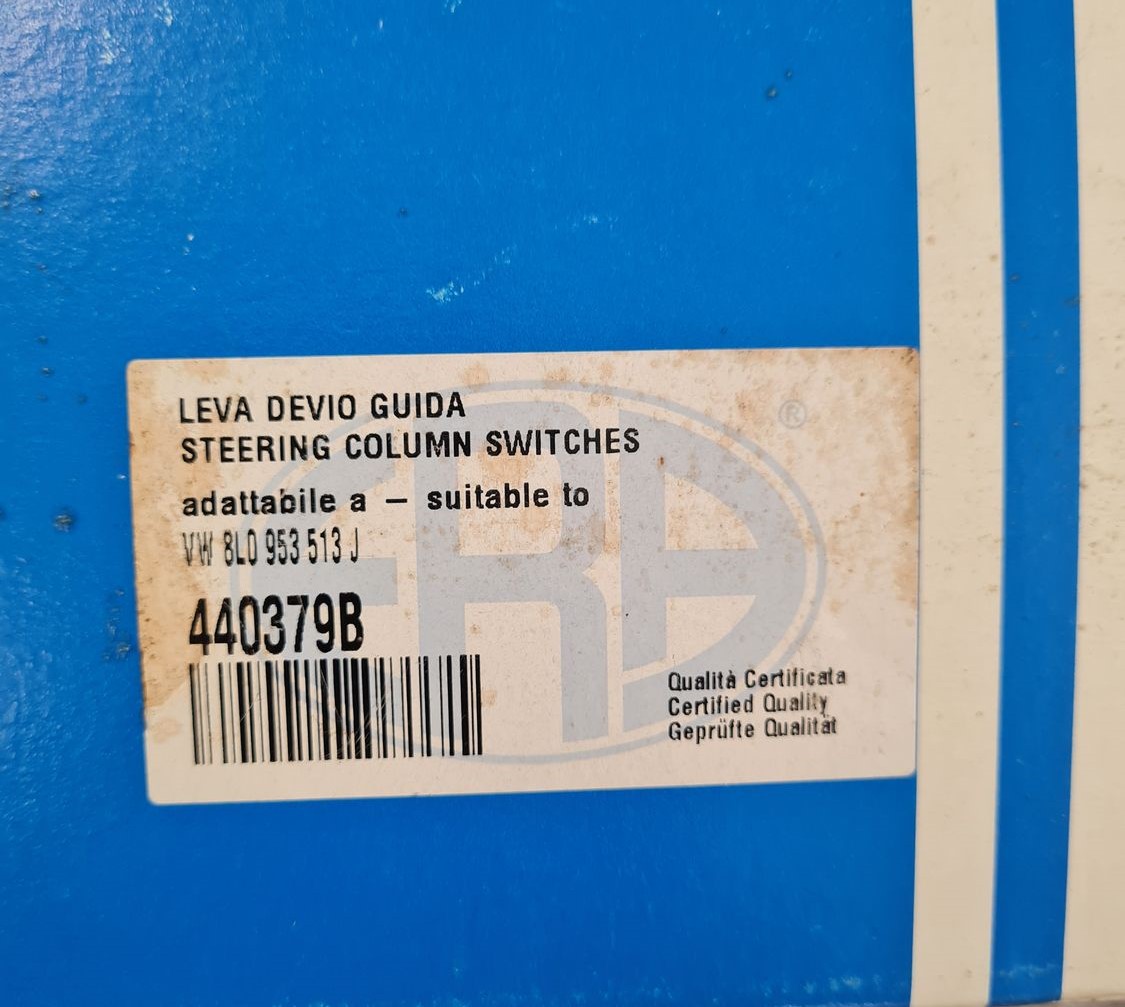 LEVA DEVIO GUIDA
STEERING COLUMN SWITCHES
adattabile a – suitable to
VW 8L0 953 513 J
440379B
ERA
®
Qualità Certificata
Certified Quality
Geprüfte Qualität